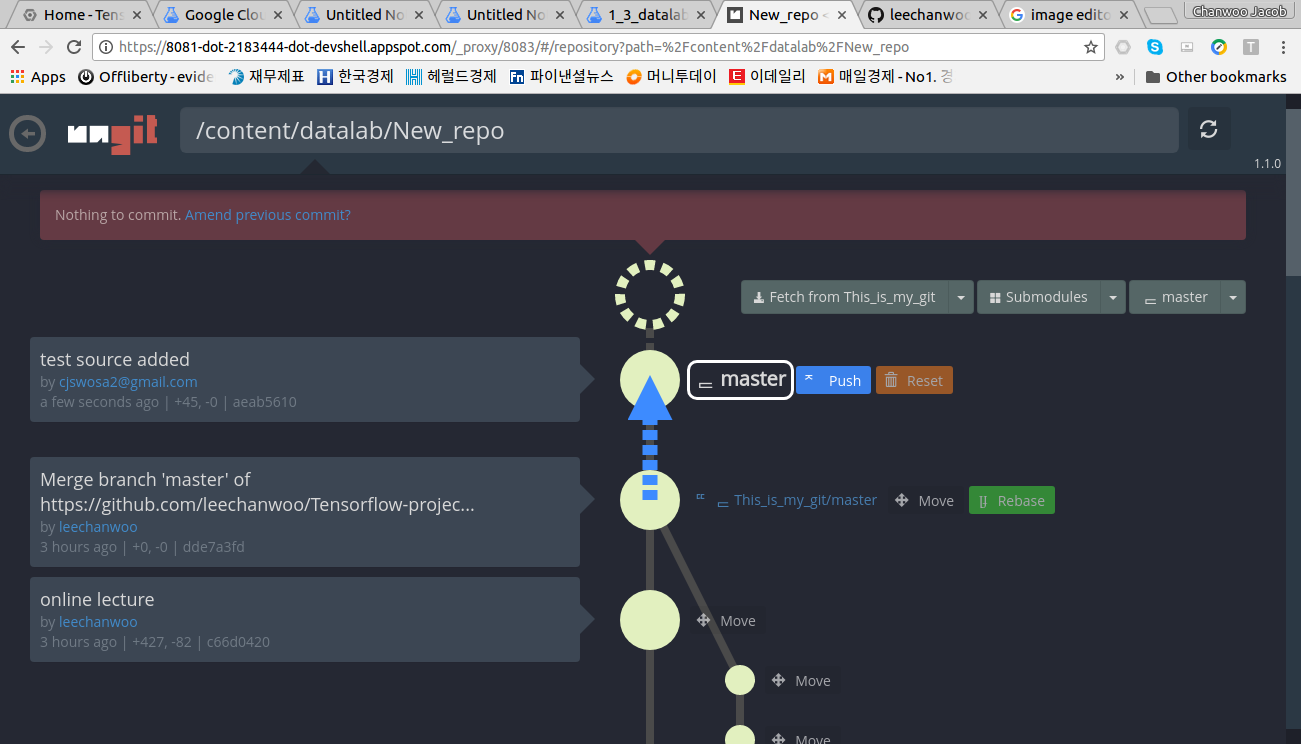 Home - Tens
Google Clou
Untitled No
Untitled No
1_3_datalab
New_repo <
leechanwoo
image edito
Chanwoo Jacob
https://8081-dot-2183444-dot-devshell.appspot.com/_proxy/8083/#/repository?path=%2Fcontent%2Fdatalab%2FNew_repo
Apps
Offliberty - evide
재무제표
한국경제
헤럴드경제
파이낸셜뉴스
머니투데이
이데일리
매일경제 - No1. 경
»
Other bookmarks
ungit
/content/datalab/New_repo
1.1.0
Nothing to commit. Amend previous commit?
Fetch from This_is_my_git
Submodules
master
test source added
by cjswosa2@gmail.com
a few seconds ago | +45, -0 | aeab5610
master
Push
Reset
Merge branch 'master' of
https://github.com/leechanwoo/Tensorflow-projec...
by leechanwoo
3 hours ago | +0, -0 | dde7a3fd
This_is_my_git/master
Move
Rebase
online lecture
by leechanwoo
3 hours ago | +427, -82 | c66d0420
Move
Move
Move